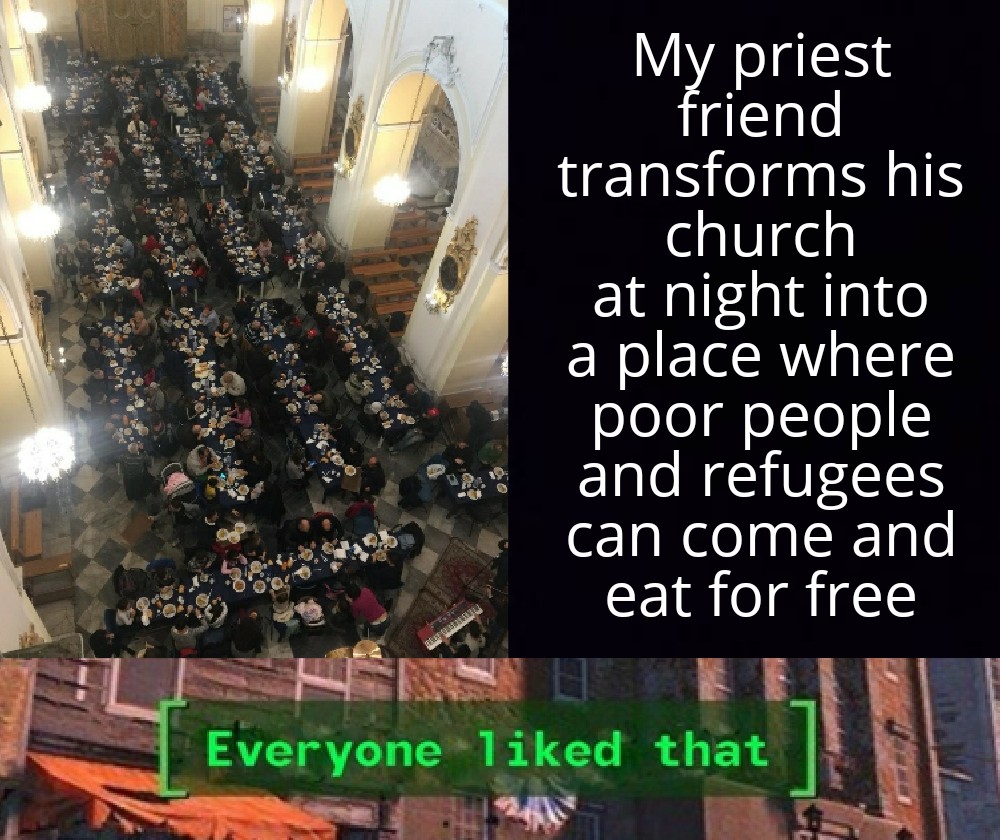 My priest
friend
transforms his
church
at night into
a place where
poor people
and refugees
can come and
eat for free
[Everyone liked that]